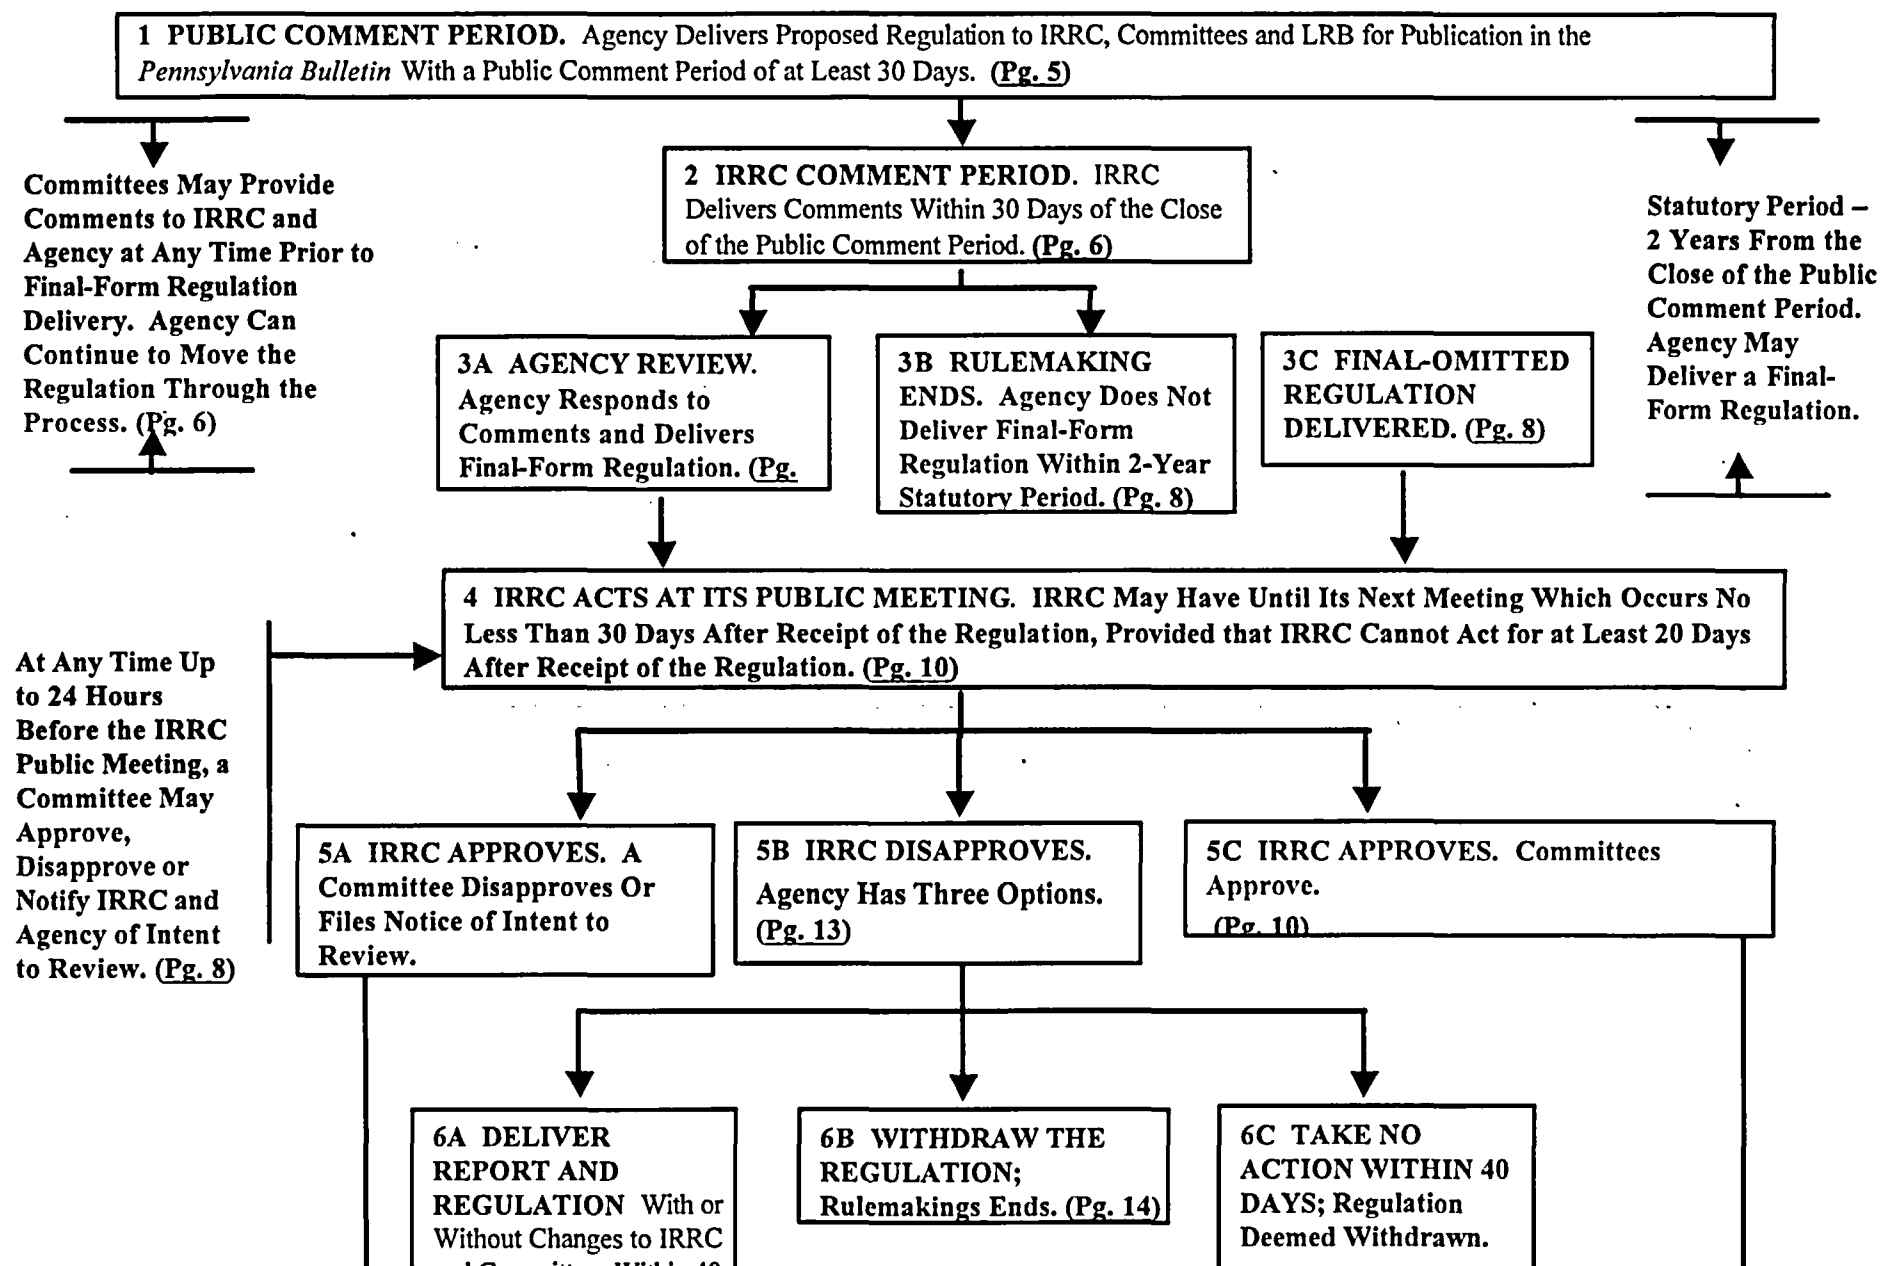 1 PUBLIC COMMENT PERIOD. Agency Delivers Proposed Regulation to IRRC, Committees and LRB for Publication in the
Pennsylvania Bulletin With a Public Comment Period of at Least 30 Days. (Pg. 5)
Committees May Provide
Comments to IRRC and
Agency at Any Time Prior to
Final-Form Regulation
Delivery. Agency Can
Continue to Move the
Regulation Through the
Process. (Pg. 6)
2 IRRC COMMENT PERIOD. IRRC
Delivers Comments Within 30 Days of the Close
of the Public Comment Period. (Pg. 6)
Statutory Period –
2 Years From the
Close of the Public
Comment Period.
Agency May
Deliver a Final-
Form Regulation.
3A AGENCY REVIEW.
Agency Responds to
Comments and Delivers
Final-Form Regulation. (Pg.
3B RULEMAKING
ENDS. Agency Does Not
Deliver Final-Form
Regulation Within 2-Year
Statutory Period. (Pg. 8)
3C FINAL-OMITTED
REGULATION
DELIVERED. (Pg. 8)
4 IRRC ACTS AT ITS PUBLIC MEETING. IRRC May Have Until Its Next Meeting Which Occurs No
Less Than 30 Days After Receipt of the Regulation, Provided that IRRC Cannot Act for at Least 20 Days
After Receipt of the Regulation. (Pg. 10)
At Any Time Up
to 24 Hours
Before the IRRC
Public Meeting, a
Committee May
Approve,
Disapprove or
Notify IRRC and
Agency of Intent
to Review. (Pg. 8)
5A IRRC APPROVES. A
Committee Disapproves Or
Files Notice of Intent to
Review.
5B IRRC DISAPPROVES.
Agency Has Three Options.
(Pg. 13)
5C IRRC APPROVES. Committees
Approve.
(Pg. 10)
6A DELIVER
REPORT AND
REGULATION With or
Without Changes to IRRC
6B WITHDRAW THE
REGULATION;
Rulemakings Ends. (Pg. 14)
6C TAKE NO
ACTION WITHIN 40
DAYS; Regulation
Deemed Withdrawn.